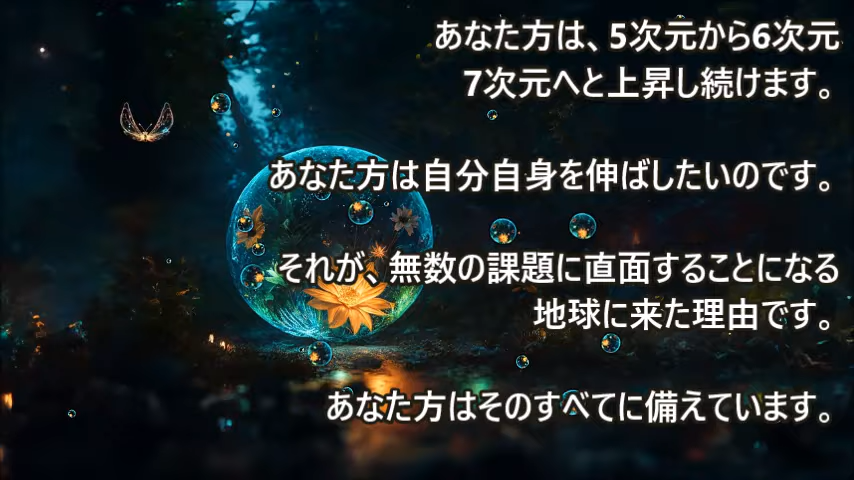 あなた方は、5次元から6次元
7次元へと上昇し続けます。
あなた方は自分自身を伸ばしたいのです。
それが、無数の課題に直面することになる
地球に来た理由です。
あなた方はそのすべてに備えています。